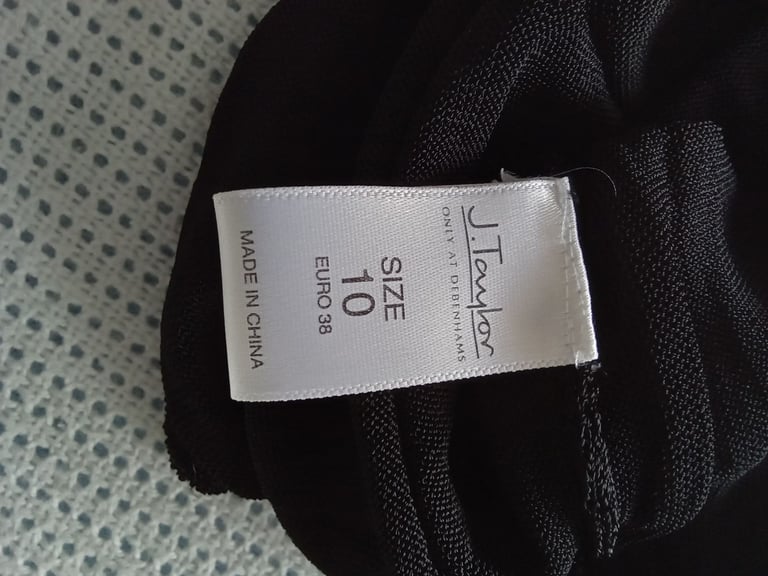 J.Taylor
ONLY AT DEBENHAMS
SIZE
10
EURO 38
MADE IN CHINA